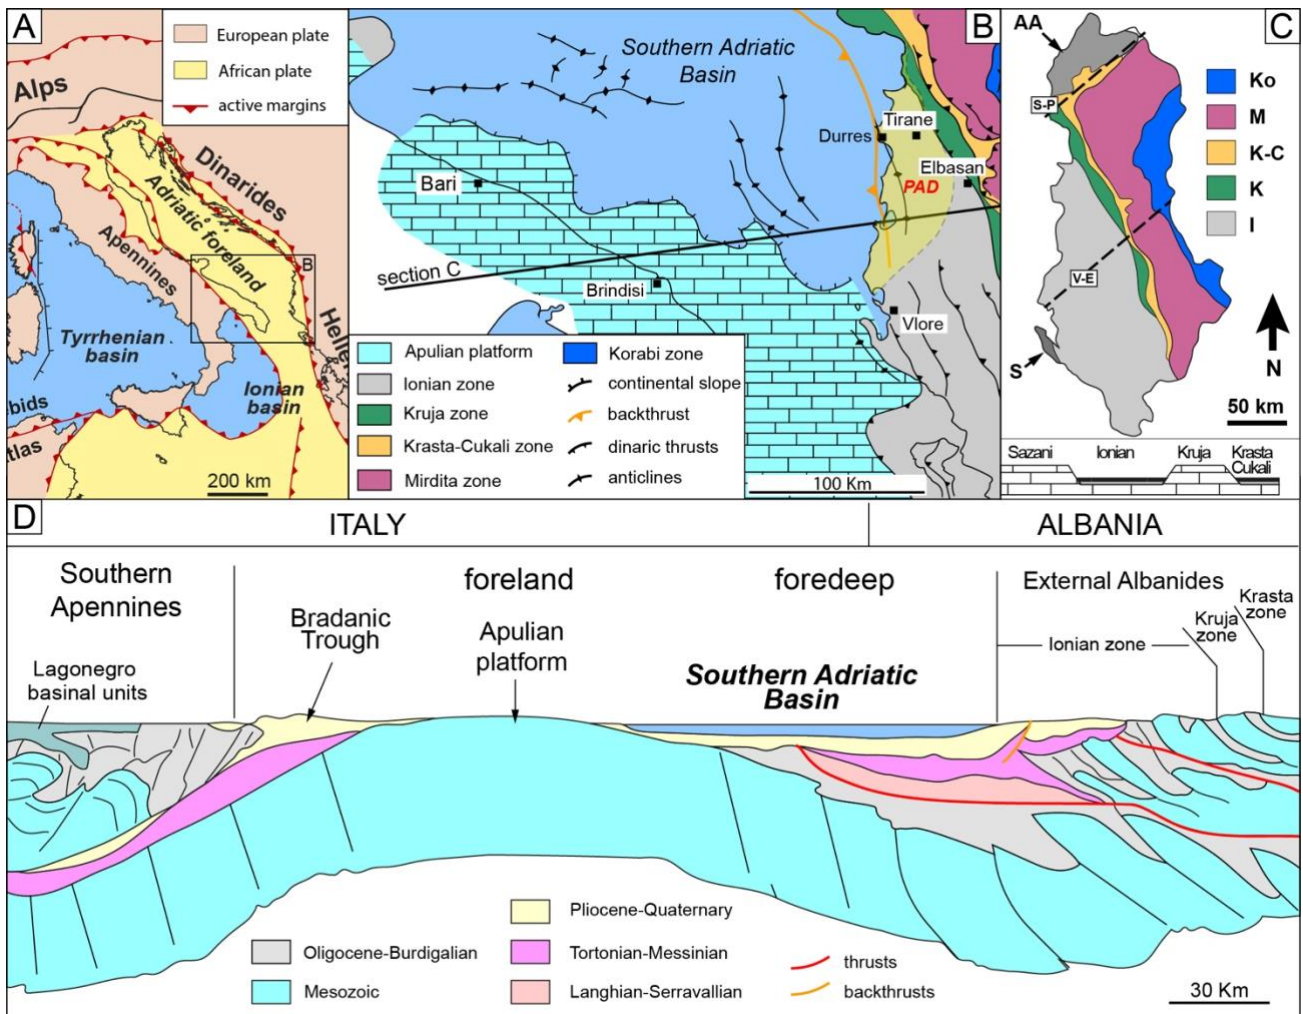 A
European plate
African plate
active margins
Alps
Dinarides
Adriatic foreland
Apennines
B
Tyrrhenian
basin
Ionian
basin
Helle
bids
tlas
200 km
B
Southern Adriatic
Basin
Durres
Tirane
Elbasan
PAD
Bari
section C
Brindisi
Vlore
Apulian platform
Ionian zone
Kruja zone
Krasta-Cukali zone
Mirdita zone
Korabi zone
continental slope
backthrust
dinaric thrusts
anticlines
100 Km
C
AA
S-P
V-E
S
Ko
M
K-C
K
I
N
50 km
Sazani
Ionian
Kruja
Krasta
Cukali
D
ITALY
ALBANIA
Southern
Apennines
foreland
foredeep
External Albanides
Bradanic
Trough
Apulian
platform
Lagonegro
basinal units
Southern Adriatic
Basin
Ionian zone
Kruja
zone
Krasta
zone
Pliocene-Quaternary
Oligocene-Burdigalian
Tortonian-Messinian
Mesozoic
Langhian-Serravallian
thrusts
backthrusts
30 Km